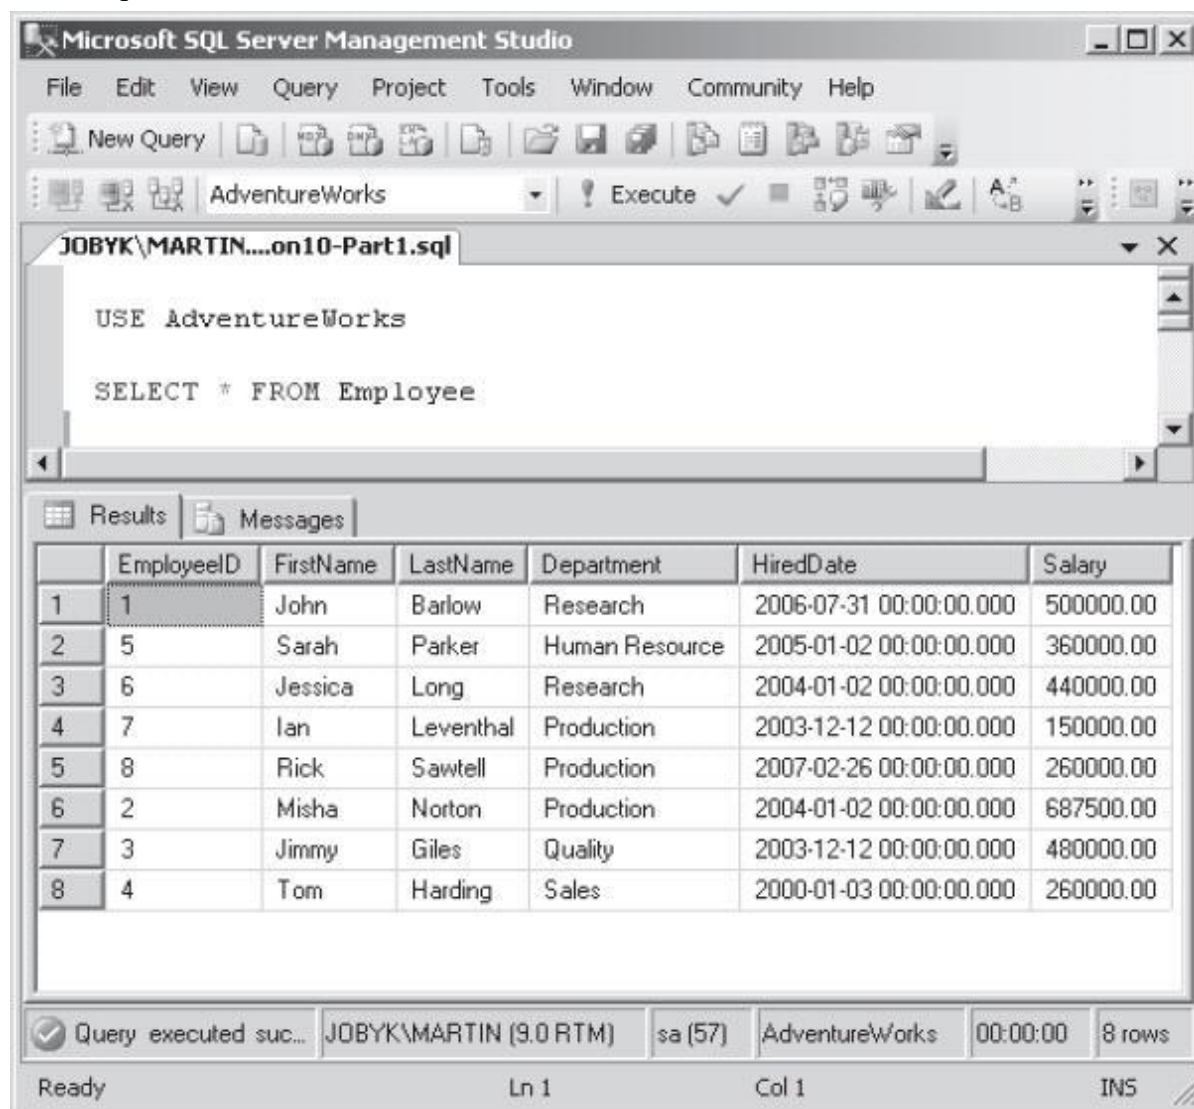 Microsoft SQL Server Management Studio
File Edit View Query Project Tools Window Community Help
New Query
AdventureWorks Execute
JOBYK\MARTIN....on10-Part1.sql
USE AdventureWorks
SELECT * FROM Employee
Results Messages
EmployeeID FirstName LastName Department HiredDate Salary
1 1 John Barlow Research 2006-07-31 00:00:00.000 500000.00
2 5 Sarah Parker Human Resource 2005-01-02 00:00:00.000 360000.00
3 6 Jessica Long Research 2004-01-02 00:00:00.000 440000.00
4 7 Ian Leventhal Production 2003-12-12 00:00:00.000 150000.00
5 8 Rick Sawtell Production 2007-02-26 00:00:00.000 260000.00
6 2 Misha Norton Production 2004-01-02 00:00:00.000 687500.00
7 3 Jimmy Giles Quality 2003-12-12 00:00:00.000 480000.00
8 4 Tom Harding Sales 2000-01-03 00:00:00.000 260000.00
Query executed suc... JOBYK\MARTIN (9.0 RTM) sa (57) AdventureWorks 00:00:00 8 rows
Ready Ln 1 Col 1 INS